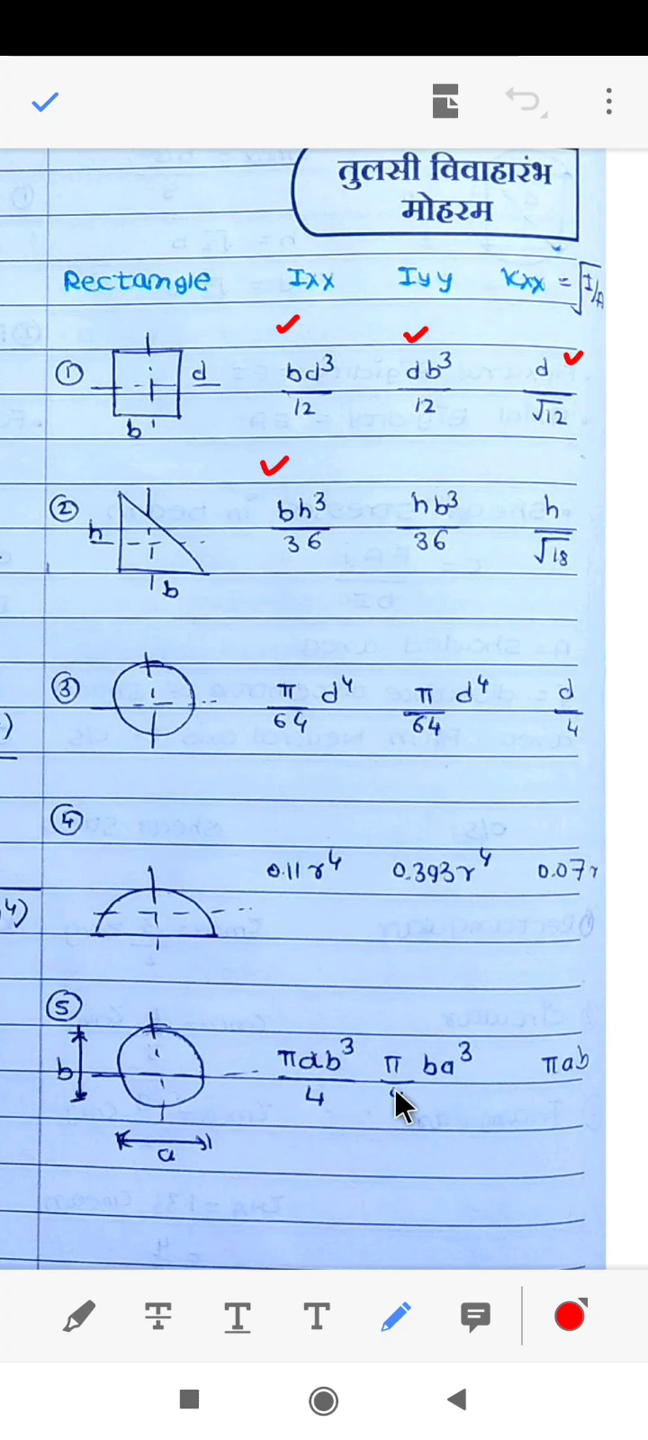 तुलसी विवाहारंभ
मोहरम
Rectangle Ixx Iyy Kxx = √I/A
① d b bd³/12 db³/12 d/√12
② h b bh³/36 hb³/36 h/√18
③ π/64 d⁴ π/64 d⁴ d/4
④
0.11r⁴ 0.393r⁴ 0.07r
4)
⑤
b πab³/4 π ba³ πab
a
T T T